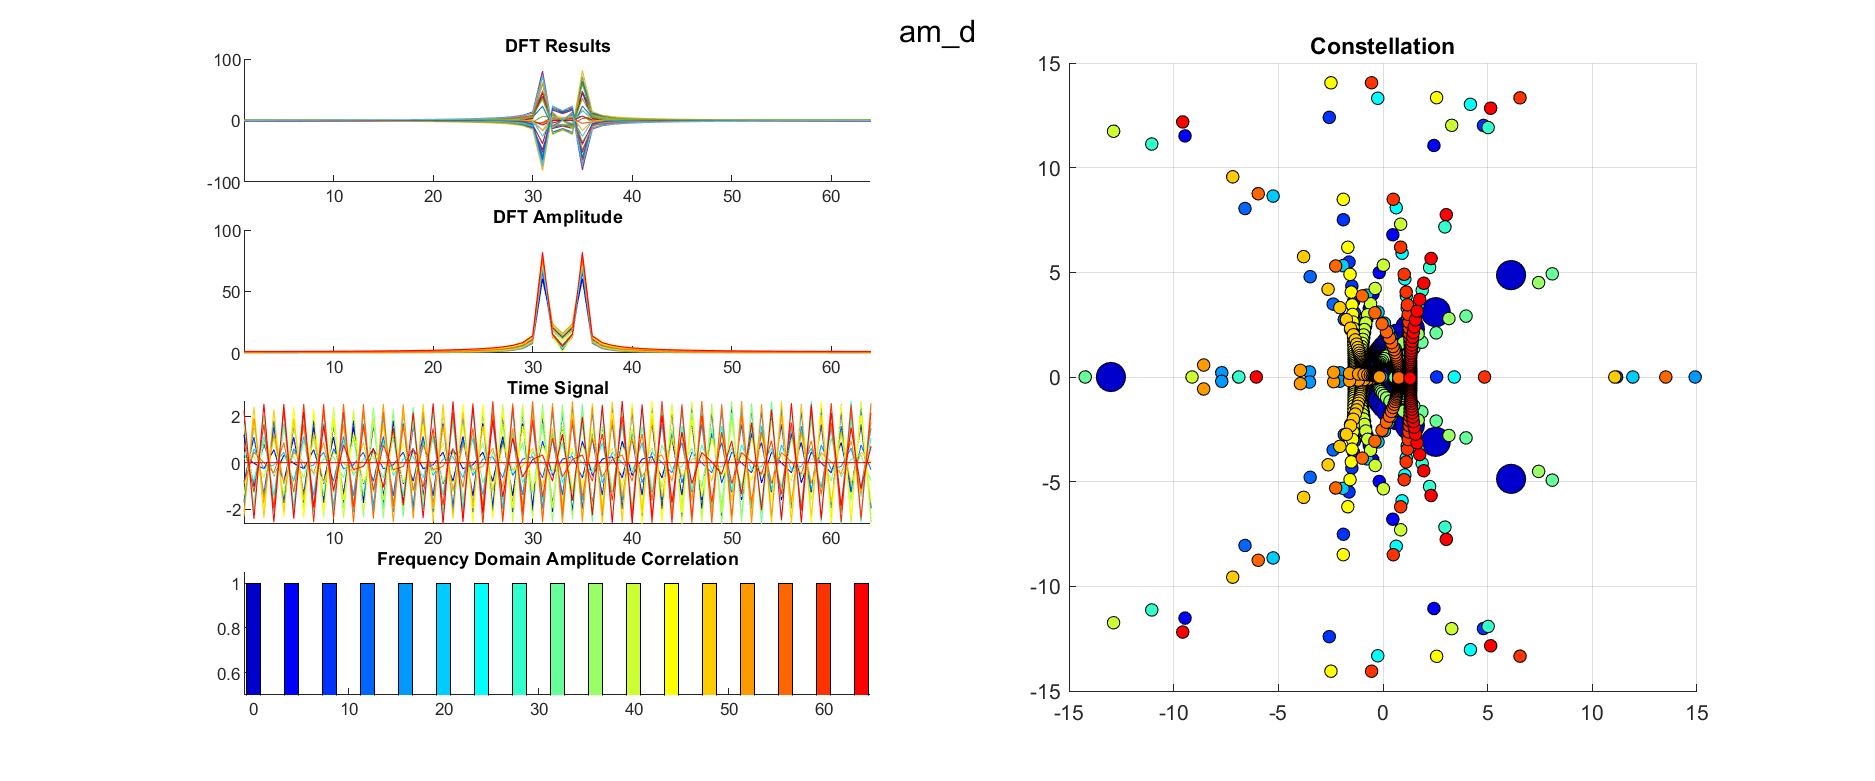 am_d
DFT Results
100
0
-100
10 20 30 40 50 60
DFT Amplitude
100
50
0
10 20 30 40 50 60
Time Signal
2
0
-2
10 20 30 40 50 60
Frequency Domain Amplitude Correlation
1
0.8
0.6
0 10 20 30 40 50 60
Constellation
15
10
5
0
-5
-10
-15
-15 -10 -5 0 5 10 15